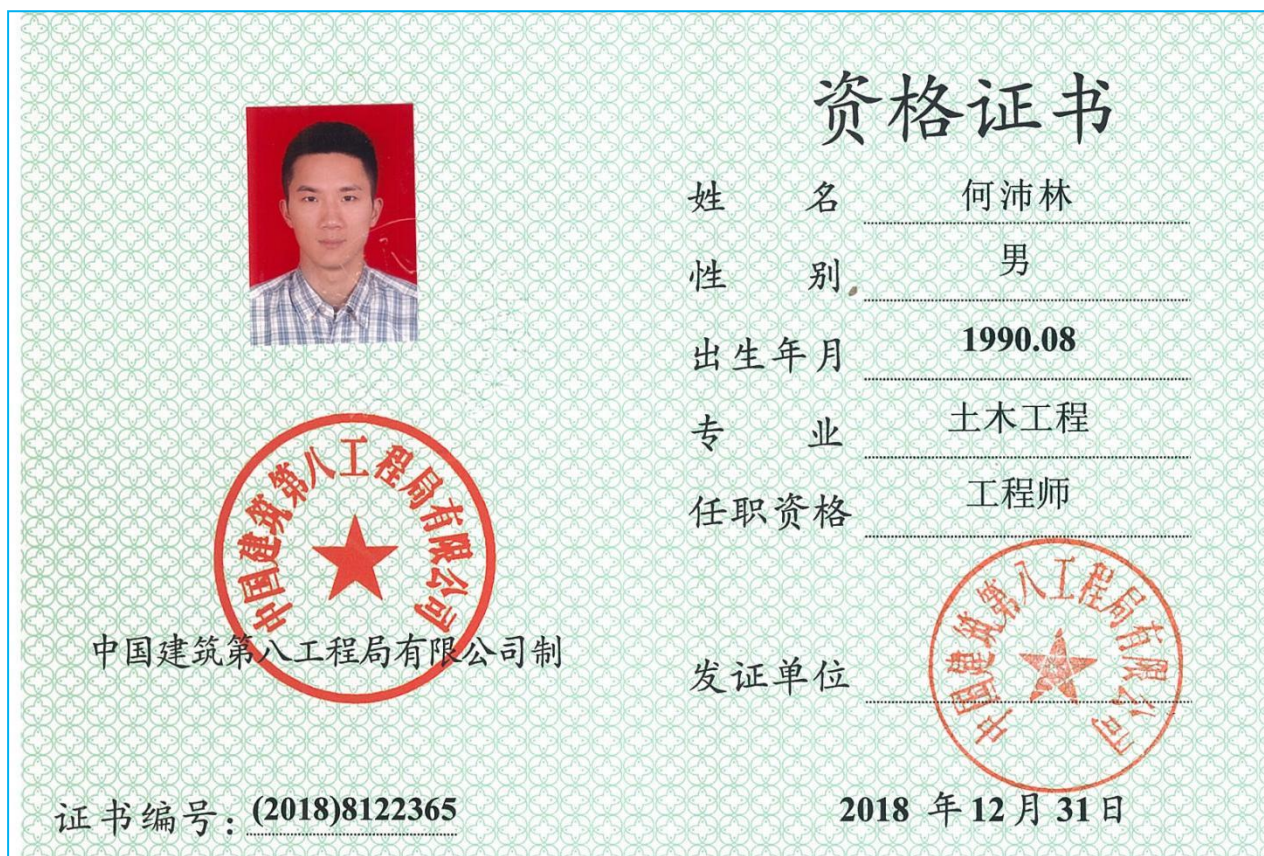 中国建筑第八工程局有限公司
中国建筑第八工程局有限公司制
证书编号：(2018)8122365
资格证书
姓 名 何沛林
性 别 男
出生年月 1990.08
专 业 土木工程
任职资格 工程师
发证单位 中国建筑第八工程局有限公司
2018 年 12 月 31 日